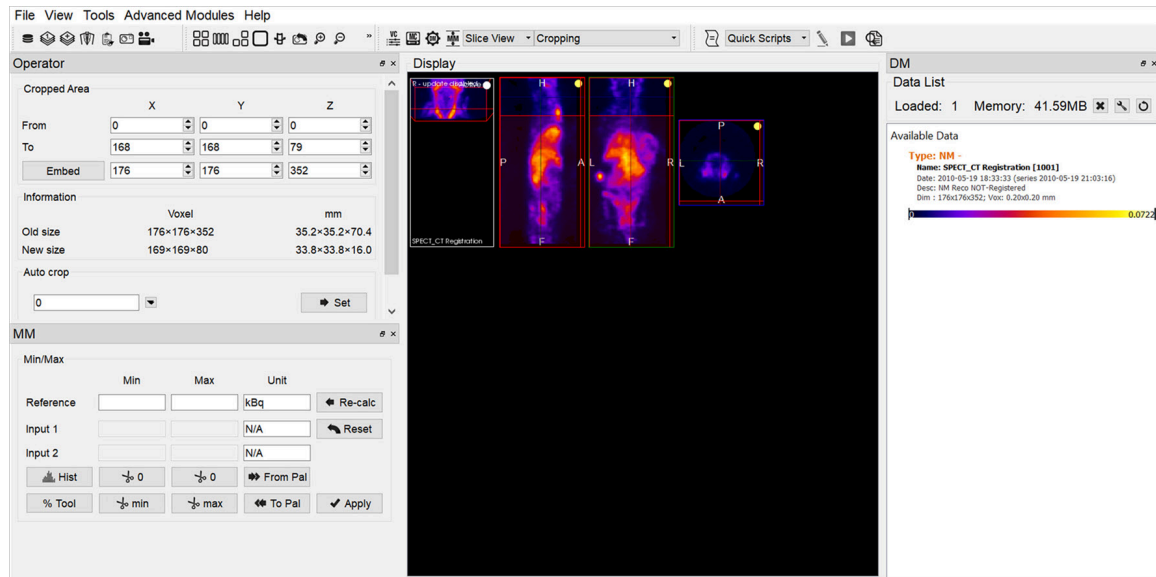 File View Tools Advanced Modules Help
» VC MC MM Slice View Cropping Quick Scripts
Operator
Cropped Area
X Y Z
From 0 0 0
To 168 168 79
Embed 176 176 352
Information
Voxel mm
Old size 176×176×352 35.2×35.2×70.4
New size 169×169×80 33.8×33.8×16.0
Auto crop
0 Set
MM
Min/Max
Min Max Unit
Reference kBq Re-calc
Input 1 N/A Reset
Input 2 N/A
Hist 0 0 From Pal
% Tool min max To Pal Apply
Display
R - update
H H
P A L R
P
L R
A
F F
SPECT_CT Registration
DM
Data List
Loaded: 1 Memory: 41.59MB
Available Data
Type: NM -
Name: SPECT_CT Registration [1001]
Date: 2010-05-19 18:33:33 (series 2010-05-19 21:03:16)
Desc: NM Reco NOT-Registered
Dim : 176x176x352; Vox: 0.20x0.20 mm
0 0.0722